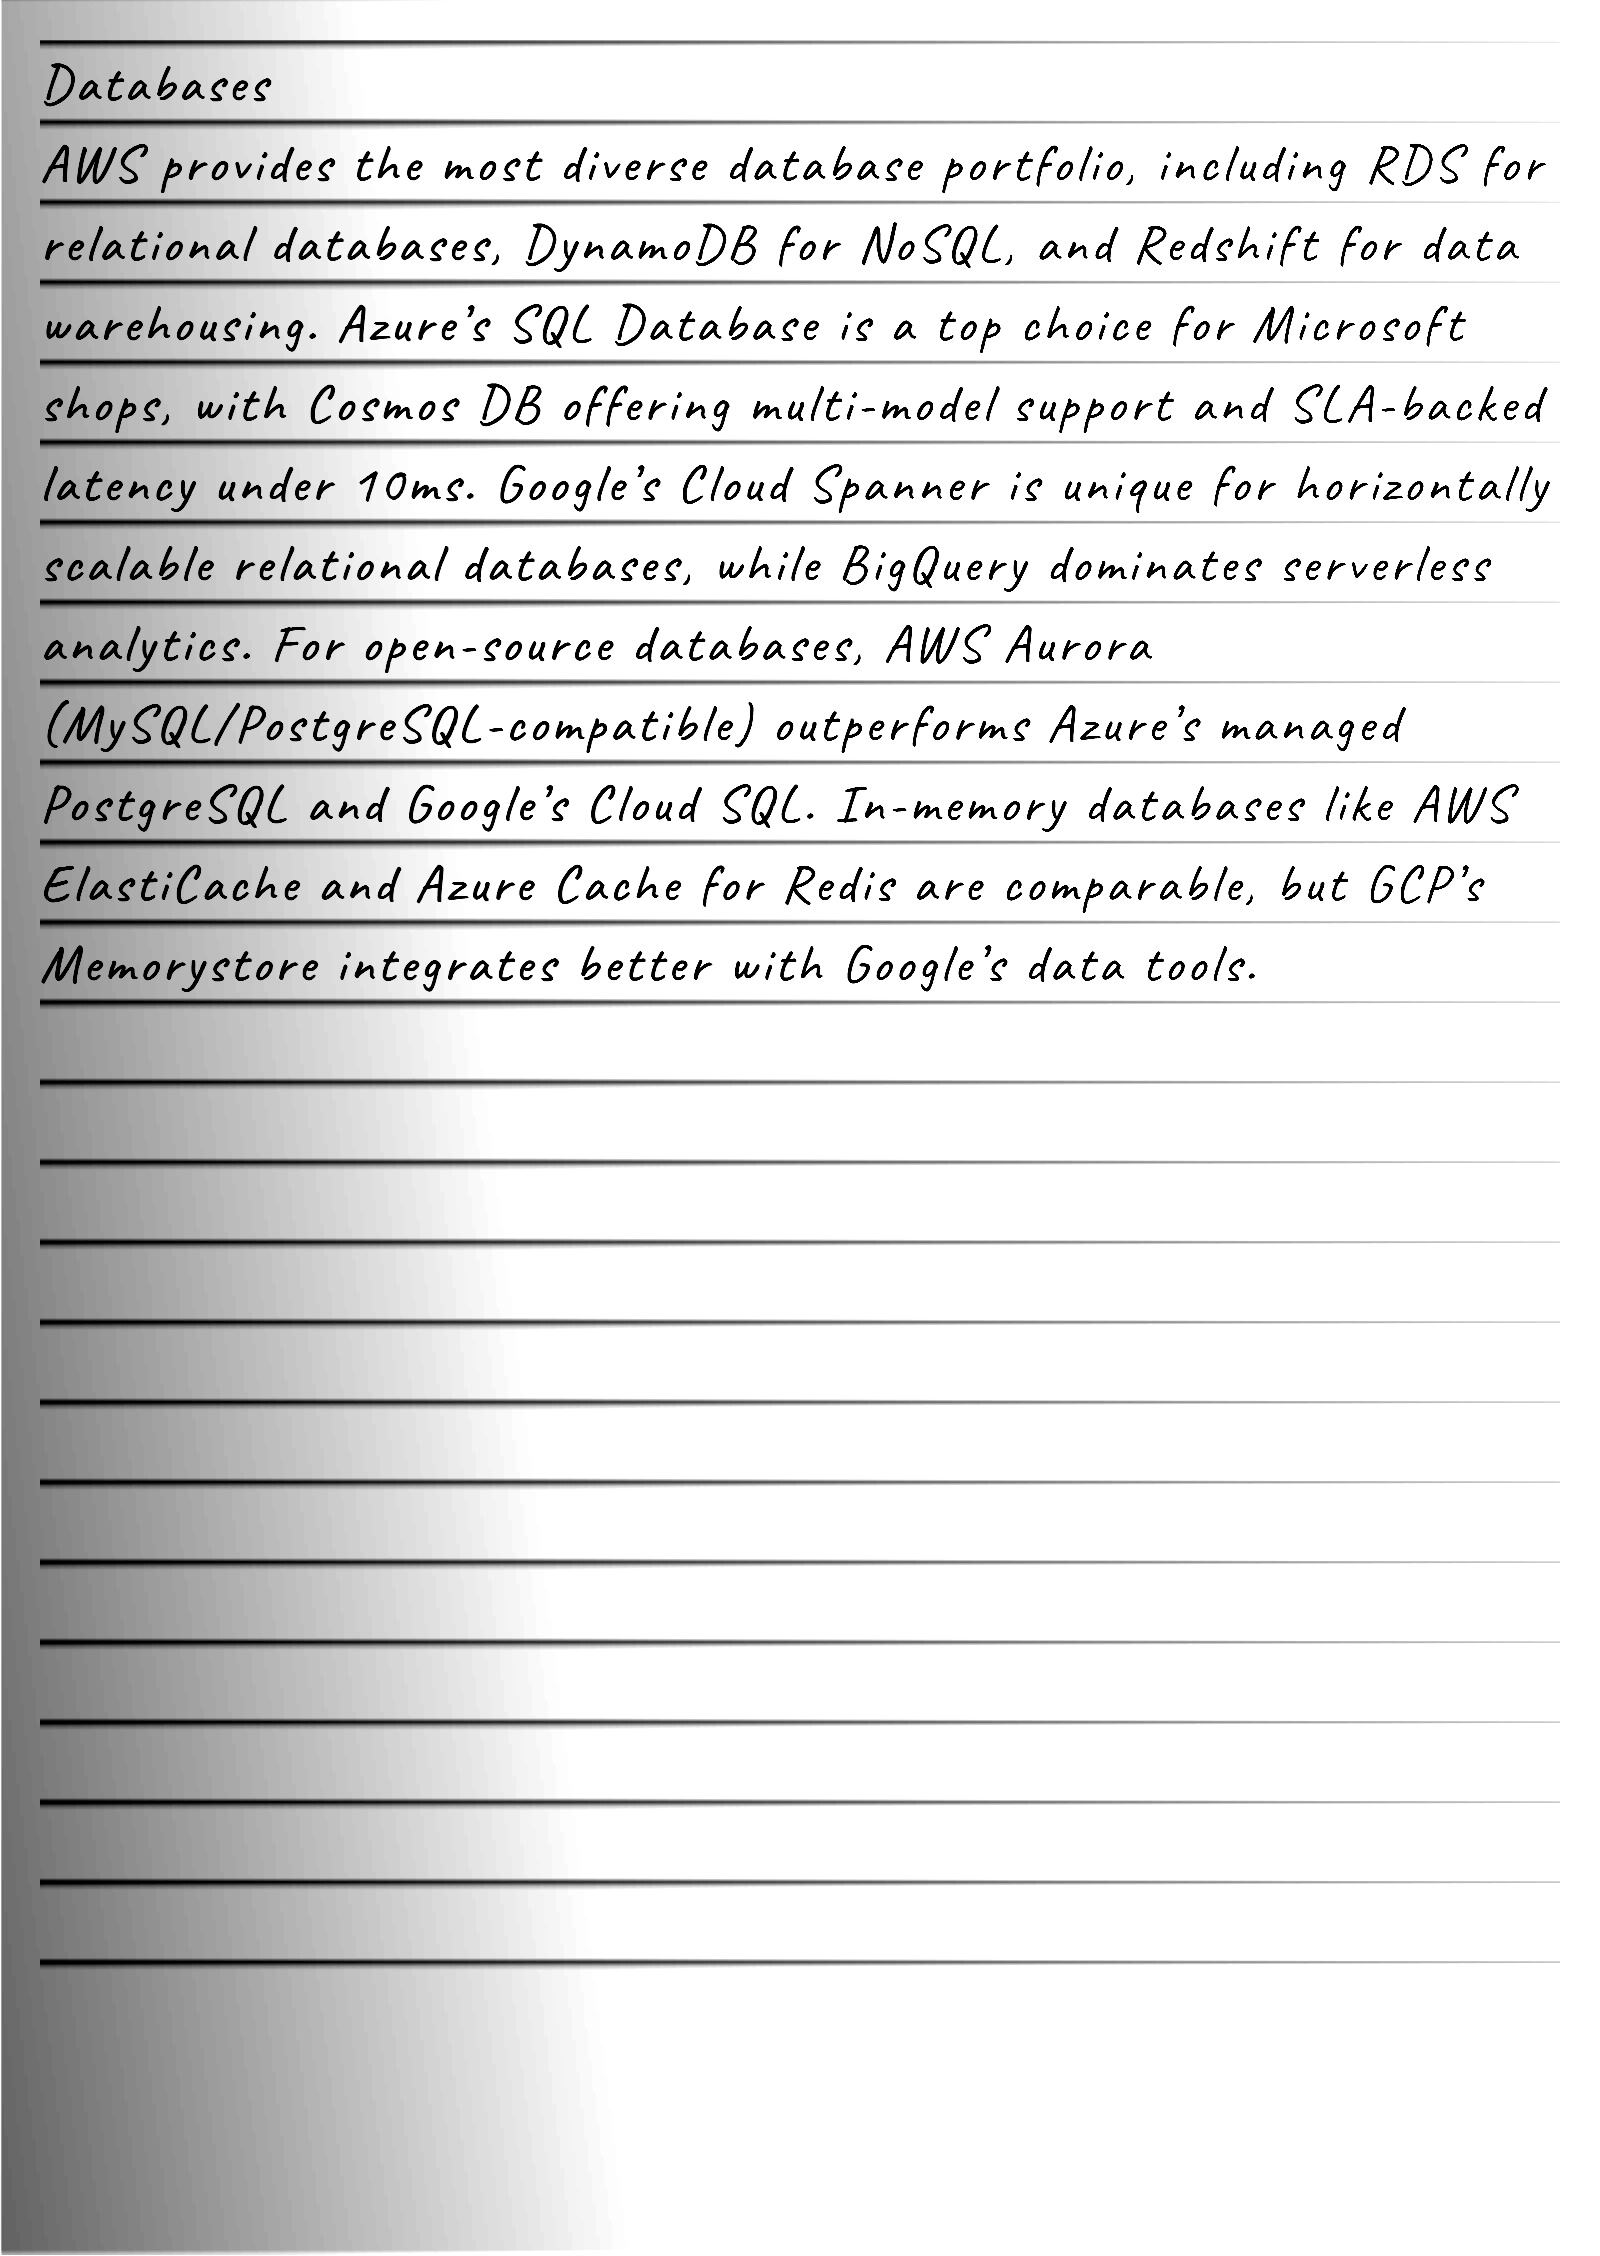 Databases
AWS provides the most diverse database portfolio, including RDS for
relational databases, DynamoDB for NoSQL, and Redshift for data
warehousing. Azure’s SQL Database is a top choice for Microsoft
shops, with Cosmos DB offering multi-model support and SLA-backed
latency under 10ms. Google’s Cloud Spanner is unique for horizontally
scalable relational databases, while BigQuery dominates serverless
analytics. For open-source databases, AWS Aurora
(MySQL/PostgreSQL-compatible) outperforms Azure’s managed
PostgreSQL and Google’s Cloud SQL. In-memory databases like AWS
ElastiCache and Azure Cache for Redis are comparable, but GCP’s
Memorystore integrates better with Google’s data tools.